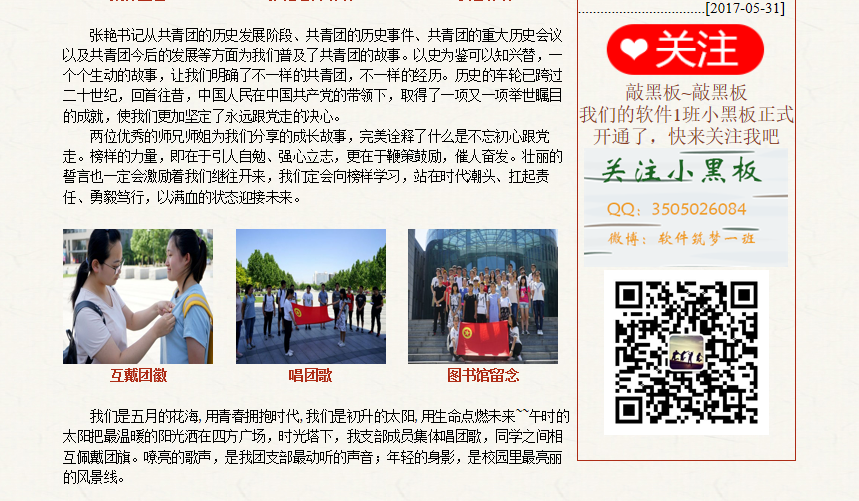 张艳书记从共青团的历史发展阶段、共青团的历史事件、共青团的重大历史会议
以及共青团今后的发展等方面为我们普及了共青团的故事。以史为鉴可以知兴替，一
个个生动的故事，让我们明确了不一样的共青团，不一样的经历。历史的车轮已跨过
二十世纪，回首往昔，中国人民在中国共产党的带领下，取得了一项又一项举世瞩目
的成就，使我们更加坚定了永远跟党走的决心。
两位优秀的师兄师姐为我们分享的成长故事，完美诠释了什么是不忘初心跟党
走。榜样的力量，即在于引人自勉、强心立志，更在于鞭策鼓励，催人奋发。壮丽的
誓言也一定会激励着我们继往开来，我们定会向榜样学习，站在时代潮头、扛起责
任、勇毅笃行，以满血的状态迎接未来。
互戴团徽
唱团歌
图书馆留念
我们是五月的花海,用青春拥抱时代,我们是初升的太阳,用生命点燃未来~~午时的
太阳把最温暖的阳光洒在四方广场，时光塔下，我支部成员集体唱团歌，同学之间相
互佩戴团旗。嘹亮的歌声，是我团支部最动听的声音；年轻的身影，是校园里最亮丽
的风景线。
................................[2017-05-31]
关注
敲黑板~敲黑板
我们的软件1班小黑板正式
开通了，快来关注我吧
关注小黑板
QQ：3505026084
微博：软件筑梦一班